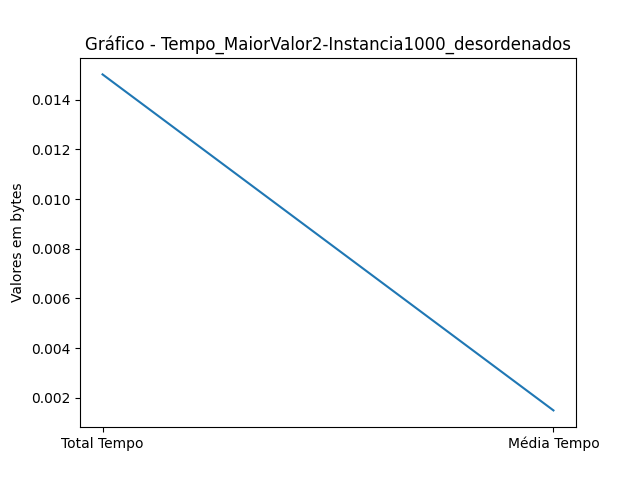 Gráfico - Tempo_MaiorValor2-Instancia1000_desordenados
Valores em bytes
0.014
0.012
0.010
0.008
0.006
0.004
0.002
Total Tempo
Média Tempo